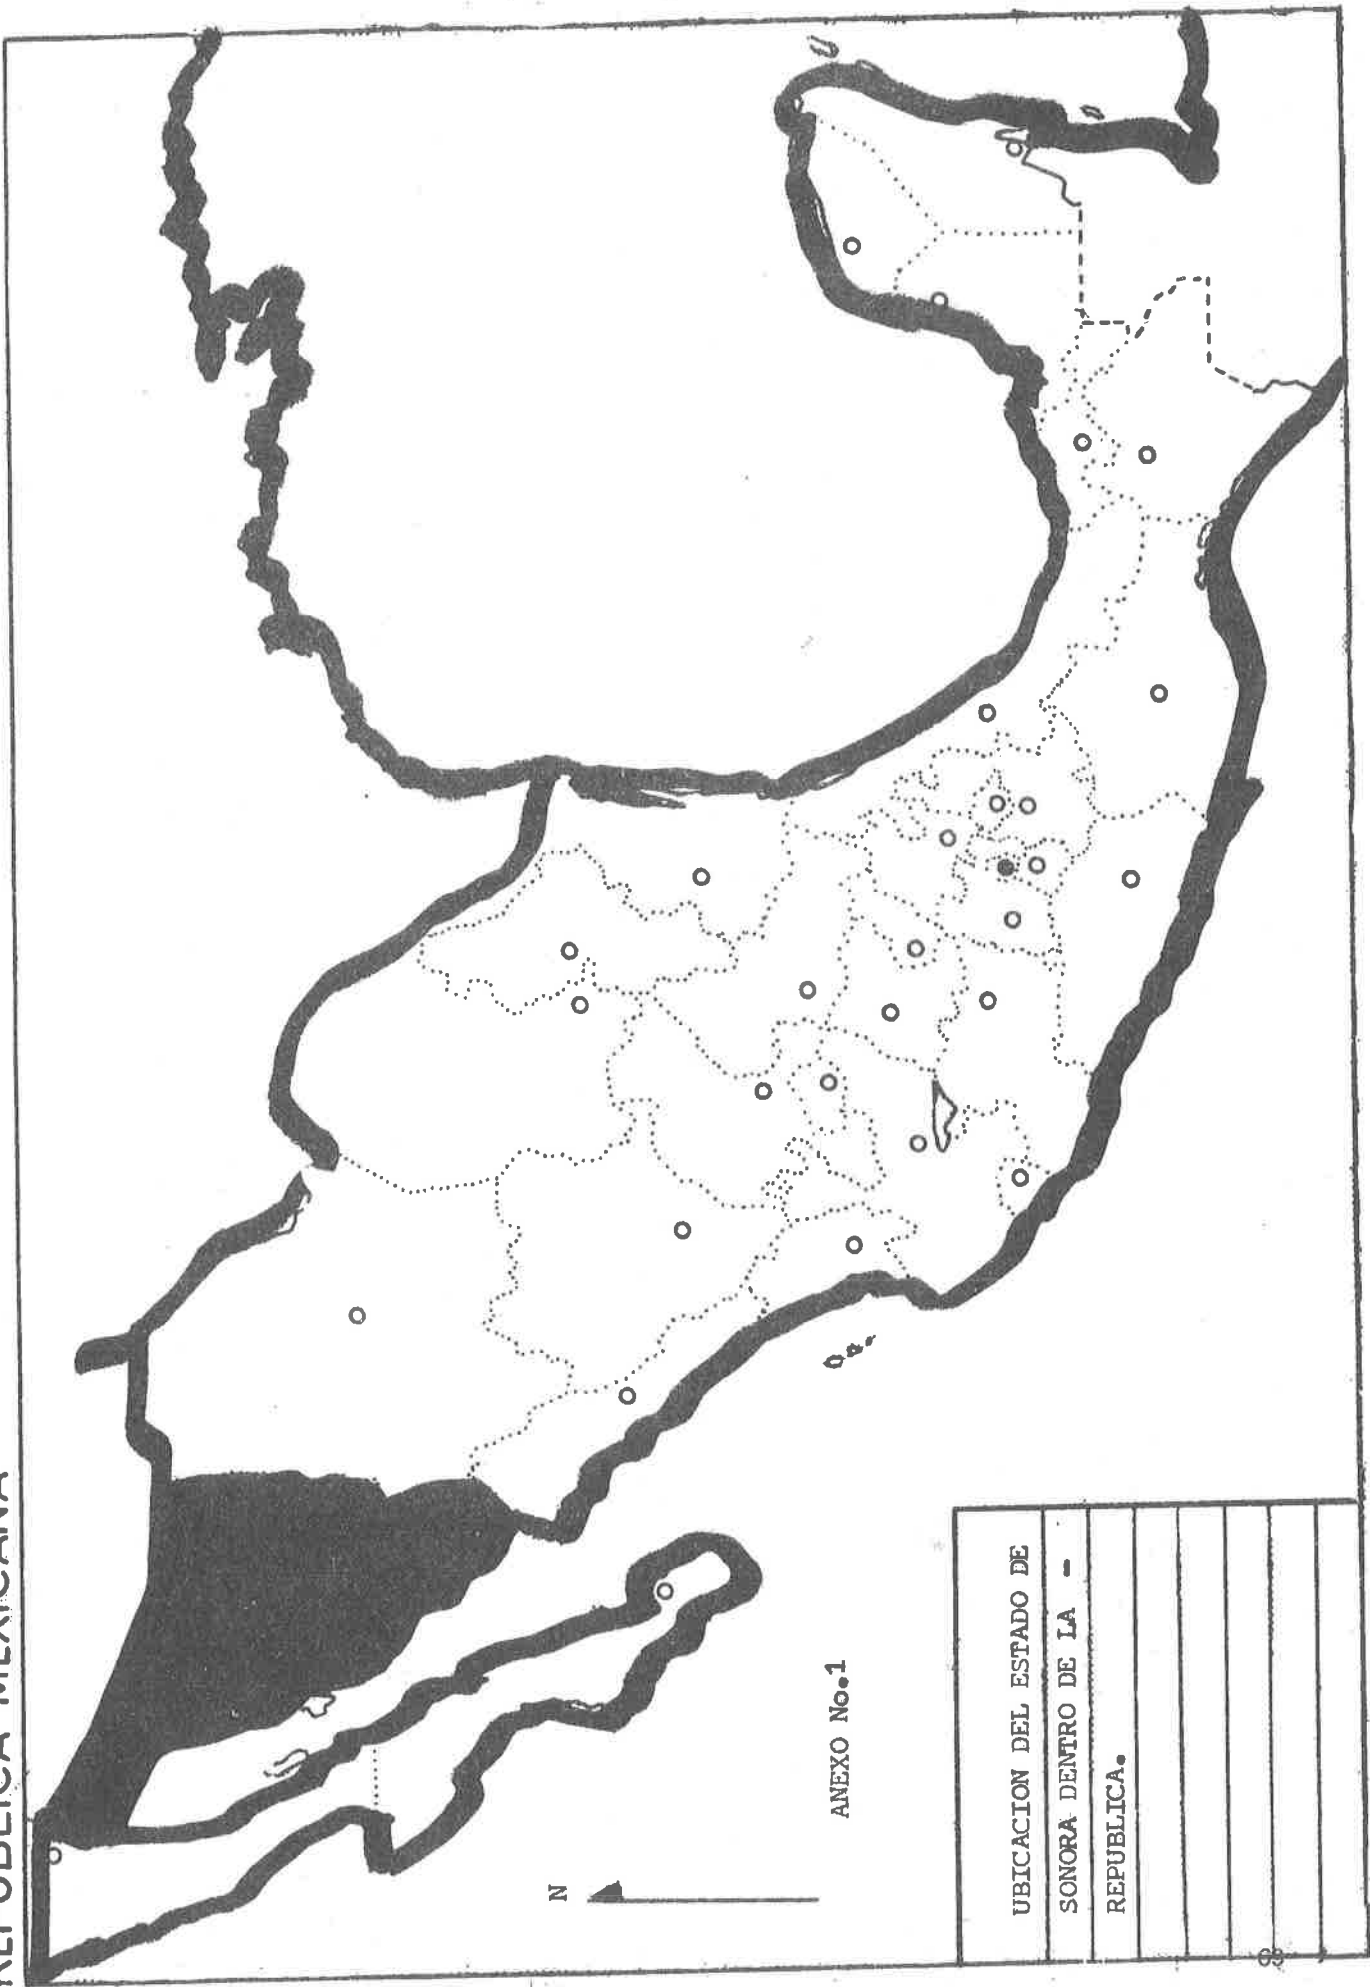 REPUBLICA MEXICANA
N
ANEXO No.1
UBICACION DEL ESTADO DE
SONORA DENTRO DE LA -
REPUBLICA.